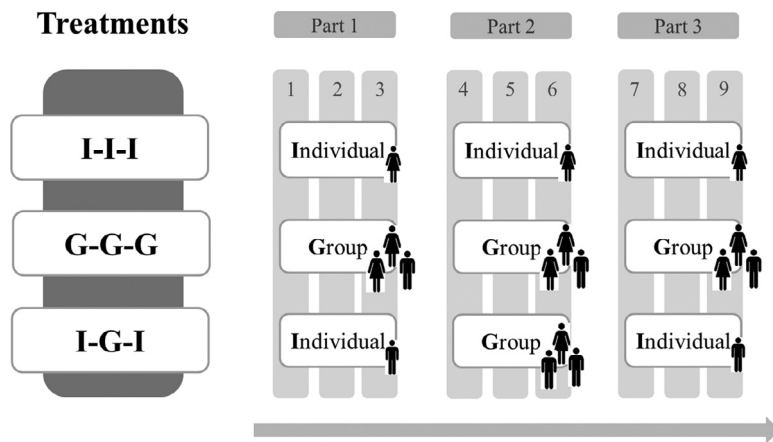 Treatments
Part 1
Part 2
Part 3
1 2 3
4 5 6
7 8 9
I-I-I
Individual
Individual
Individual
G-G-G
Group
Group
Group
I-G-I
Individual
Group
Individual